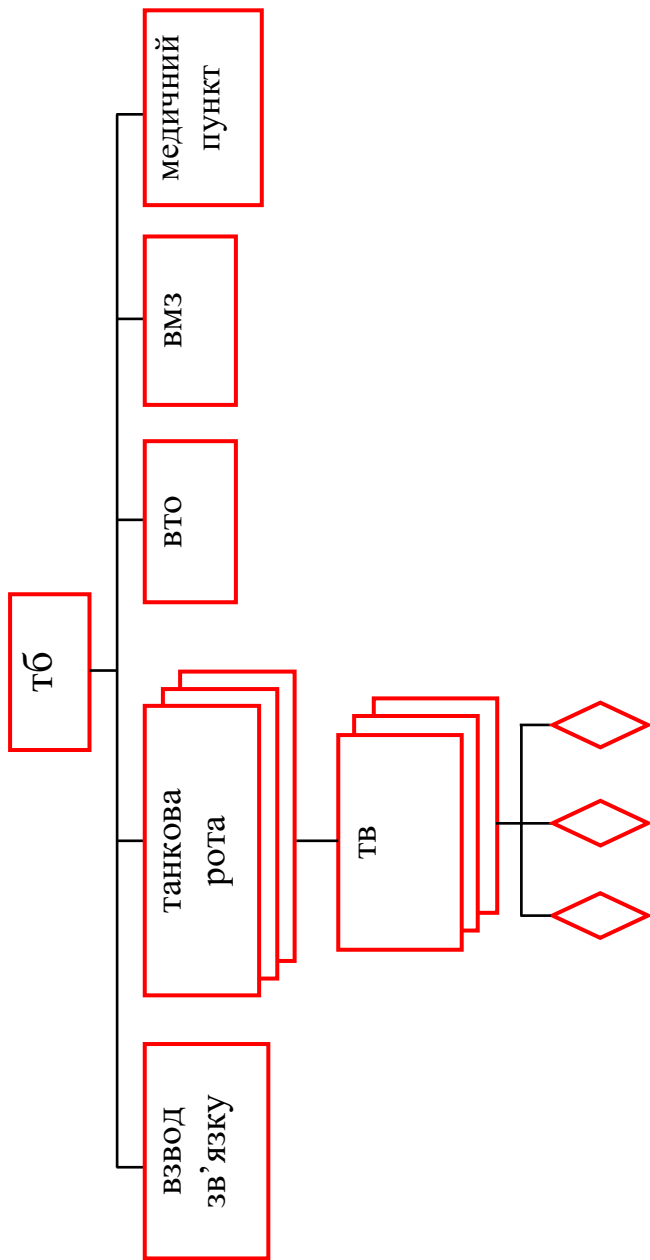 тб
взвод
зв’язку
танкова
рота
вто
вмз
медичний
пункт
тв